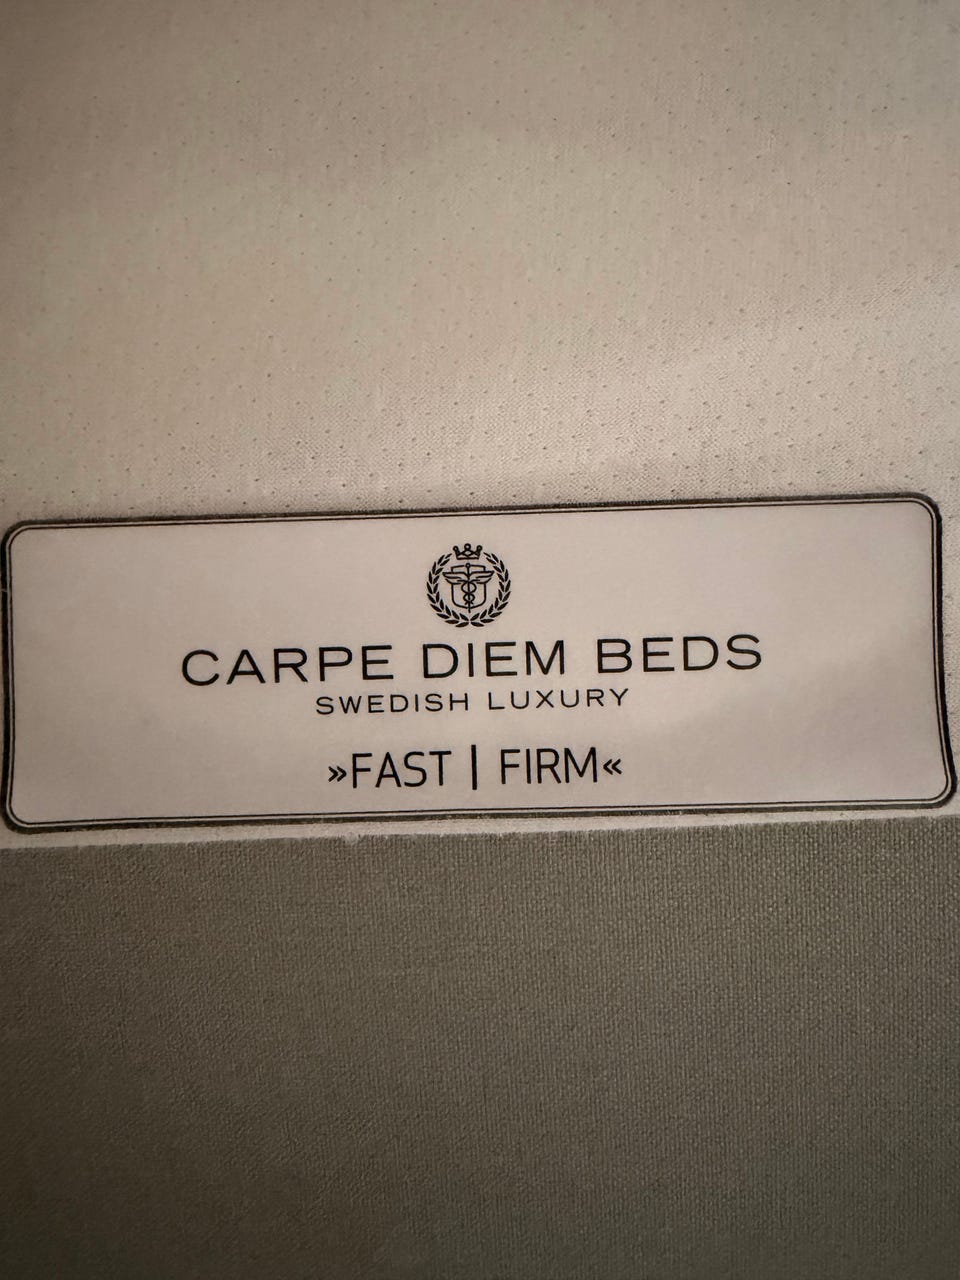 CARPE DIEM BEDS
SWEDISH LUXURY
»FAST | FIRM«